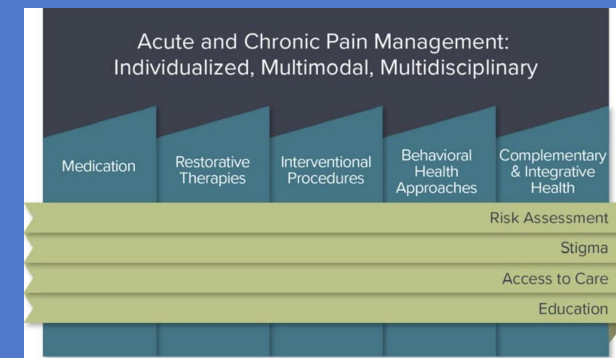 Acute and Chronic Pain Management:
Individualized, Multimodal, Multidisciplinary
Medication
Restorative
Therapies
Interventional
Procedures
Behavioral
Health
Approaches
Complementary
& Integrative
Health
Risk Assessment
Stigma
Access to Care
Education